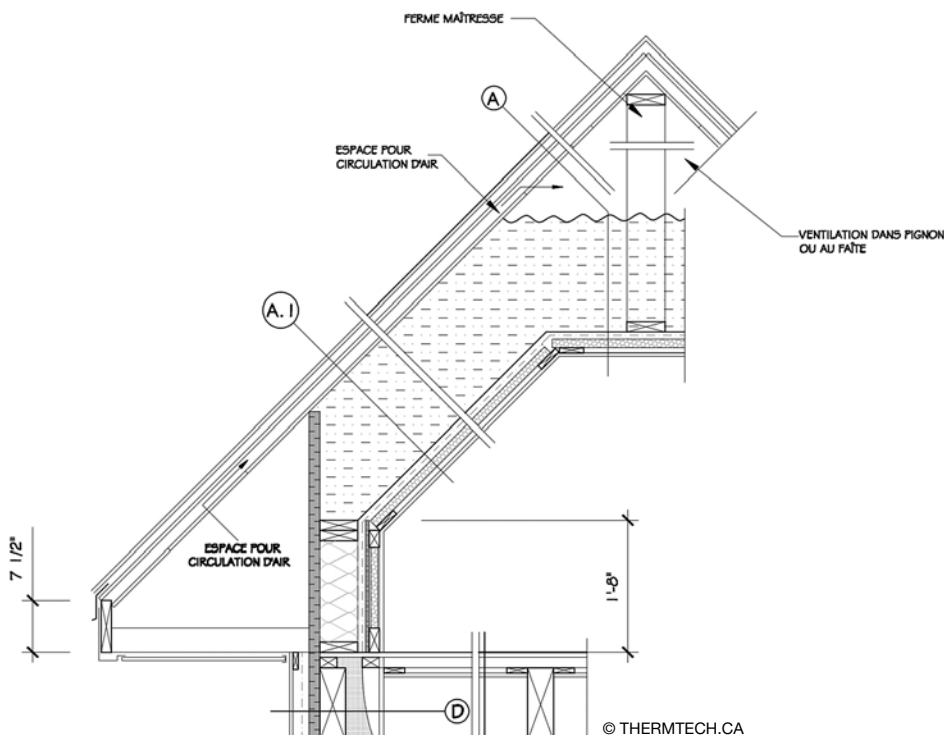 FERME MAÎTRESSE
A
ESPACE POUR
CIRCULATION D'AIR
VENTILATION DANS PIGNON
OU AU FAÎTE
A.1
ESPACE POUR
CIRCULATION D'AIR
7 1/2"
1'-8"
D
© THERMTECH.CA